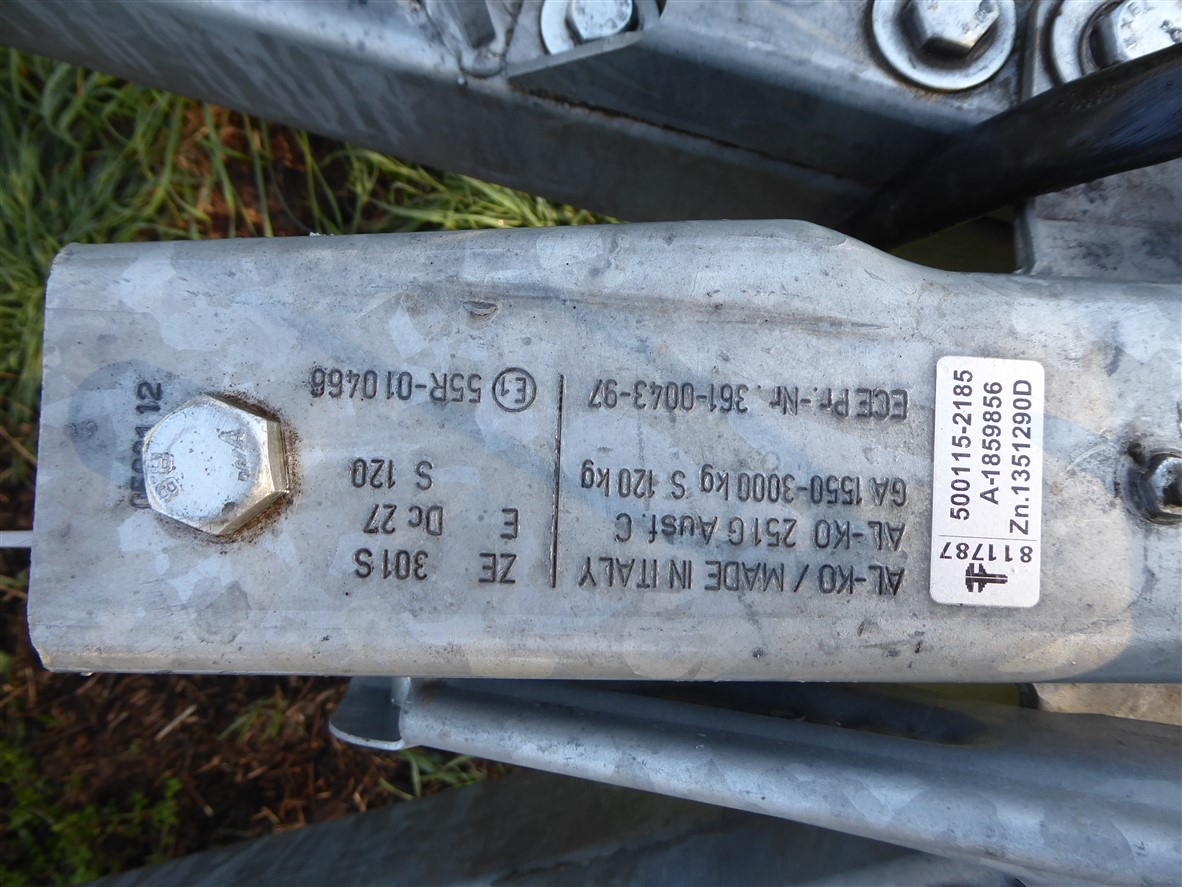 AL-KO / MADE IN ITALY
AL-KO 251G Ausf. C
GA 1550-3000 kg S 120 kg
ECE Pr.-Nr. 361-0043-97
ZE 301S
E Dc 27
S 120
E1 55R-01 0466
811787
500115-2185
A-1859856
Zn.1351290D